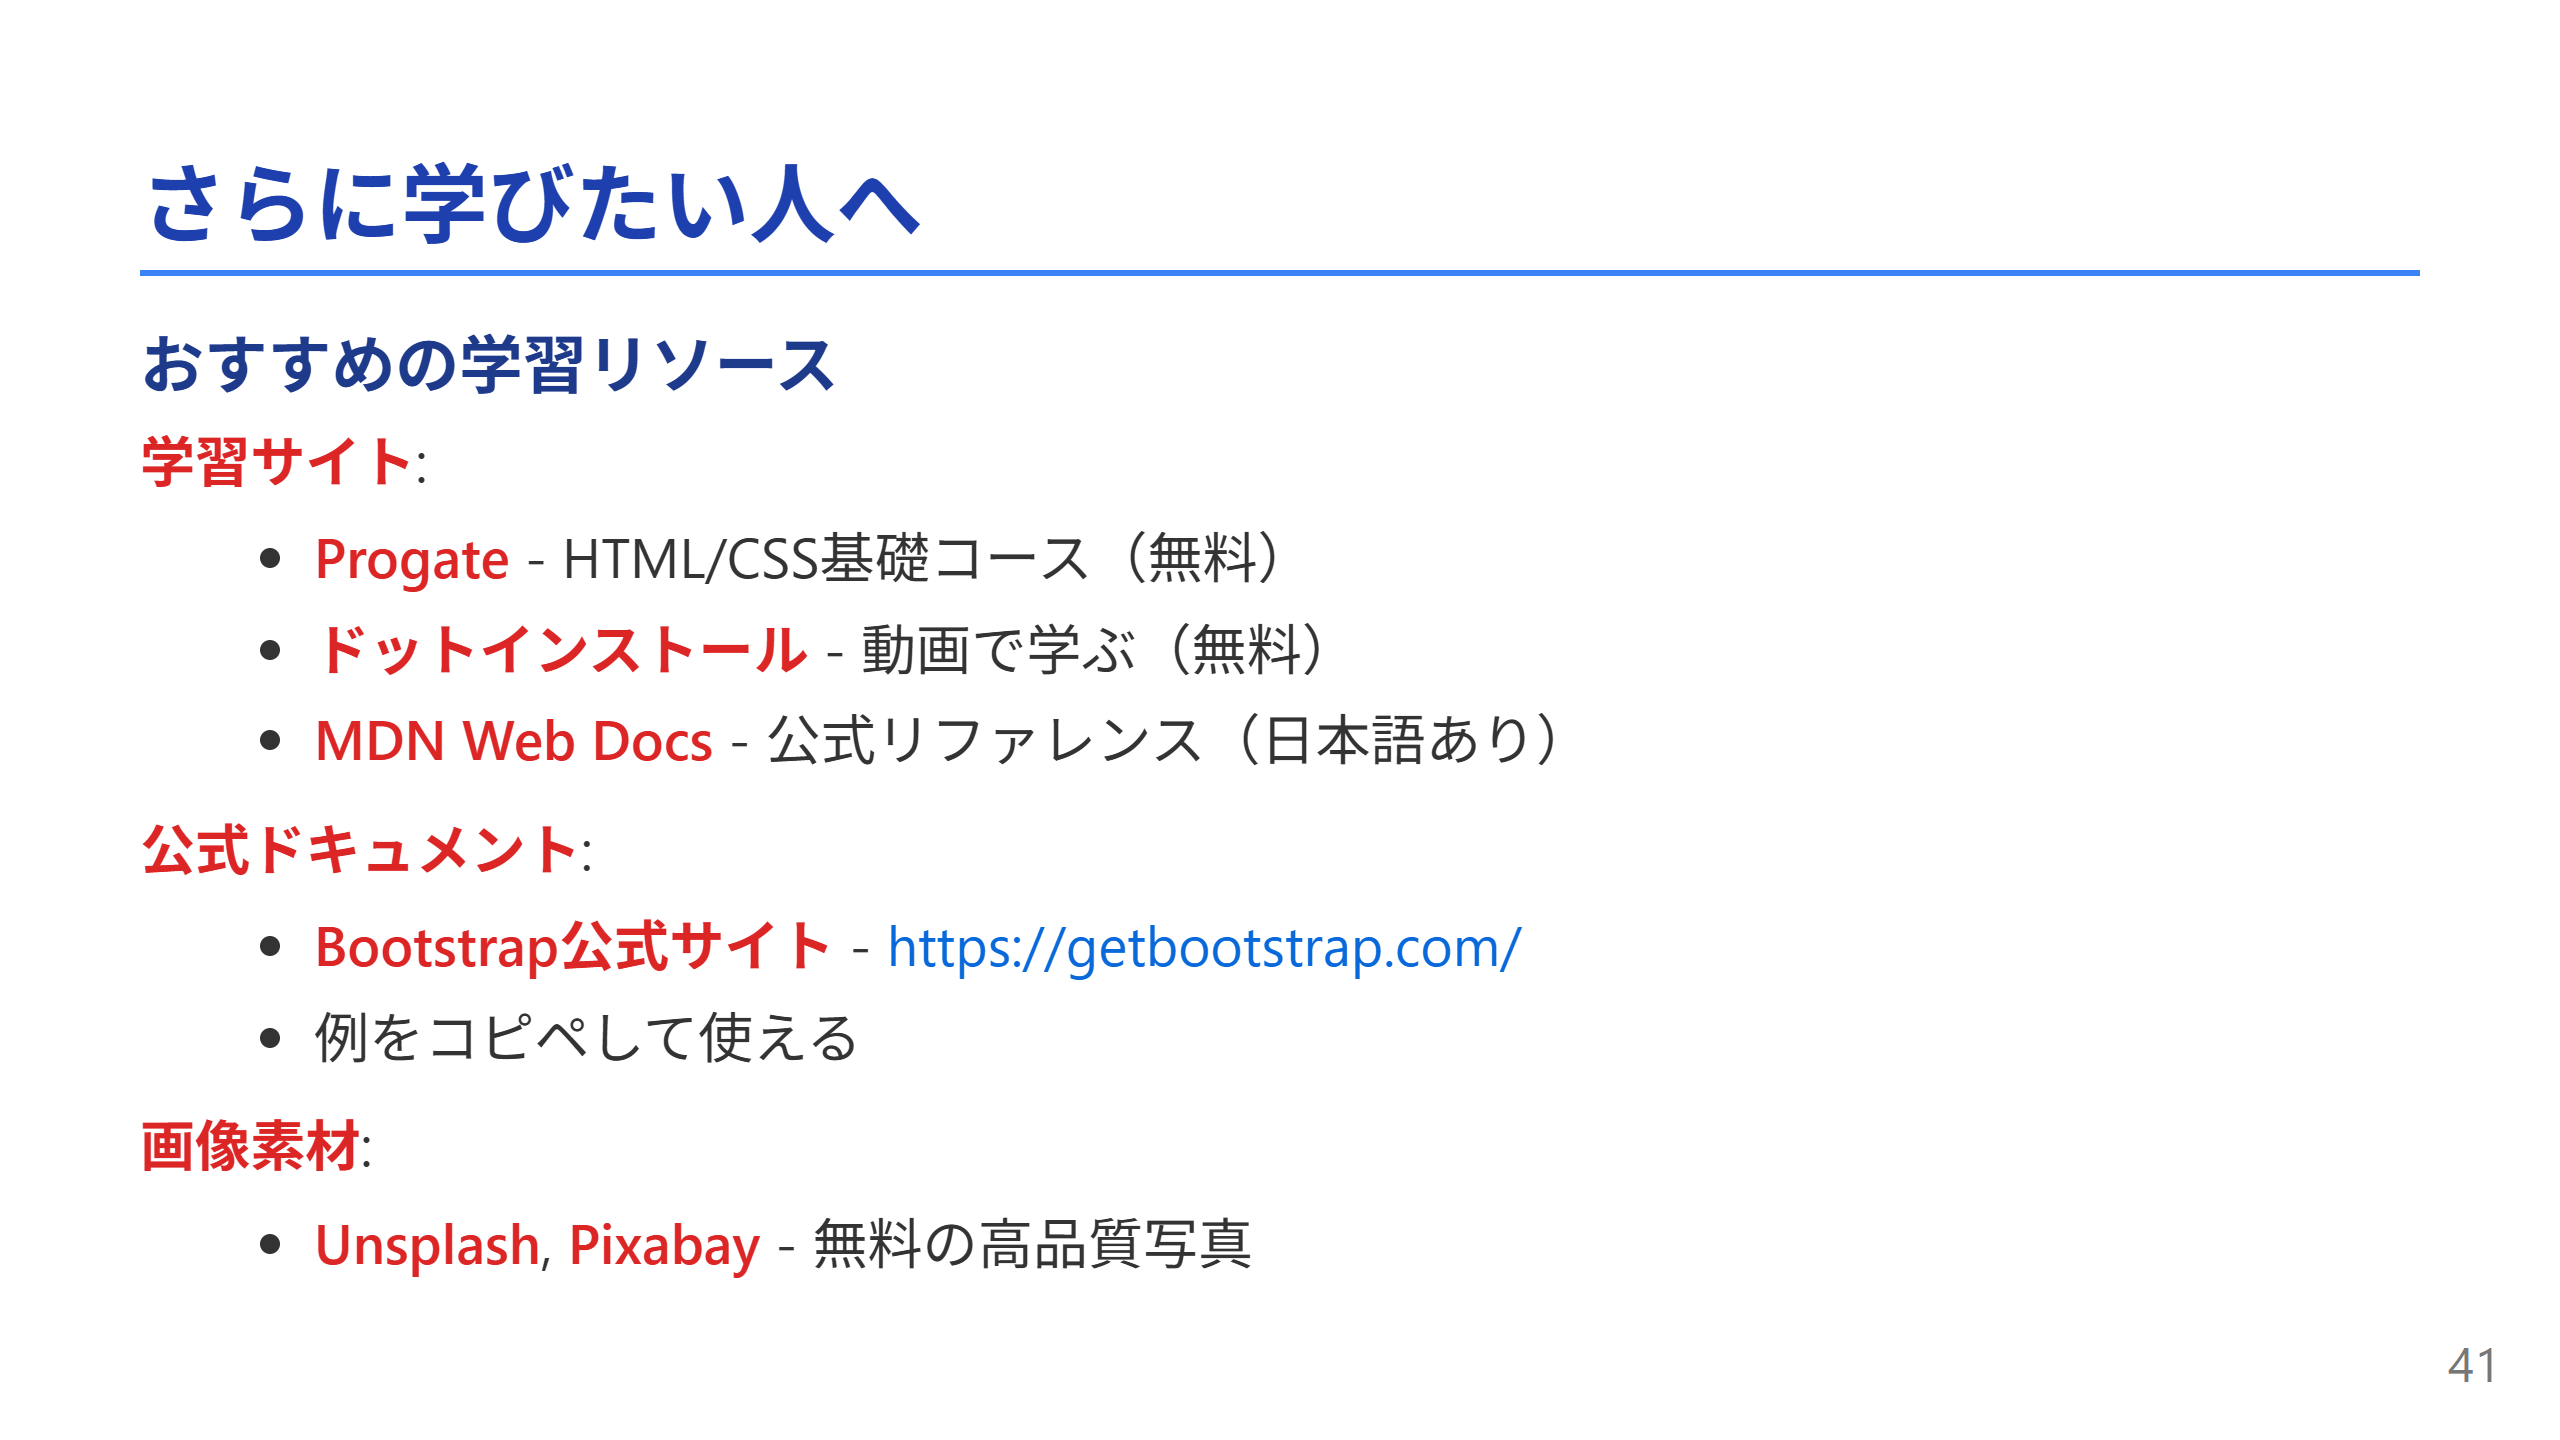 さらに学びたい人へ
おすすめの学習リソース
学習サイト:
• Progate - HTML/CSS基礎コース（無料）
• ドットインストール - 動画で学ぶ（無料）
• MDN Web Docs - 公式リファレンス（日本語あり）
公式ドキュメント:
• Bootstrap公式サイト - https://getbootstrap.com/
• 例をコピペして使える
画像素材:
• Unsplash, Pixabay - 無料の高品質写真
41